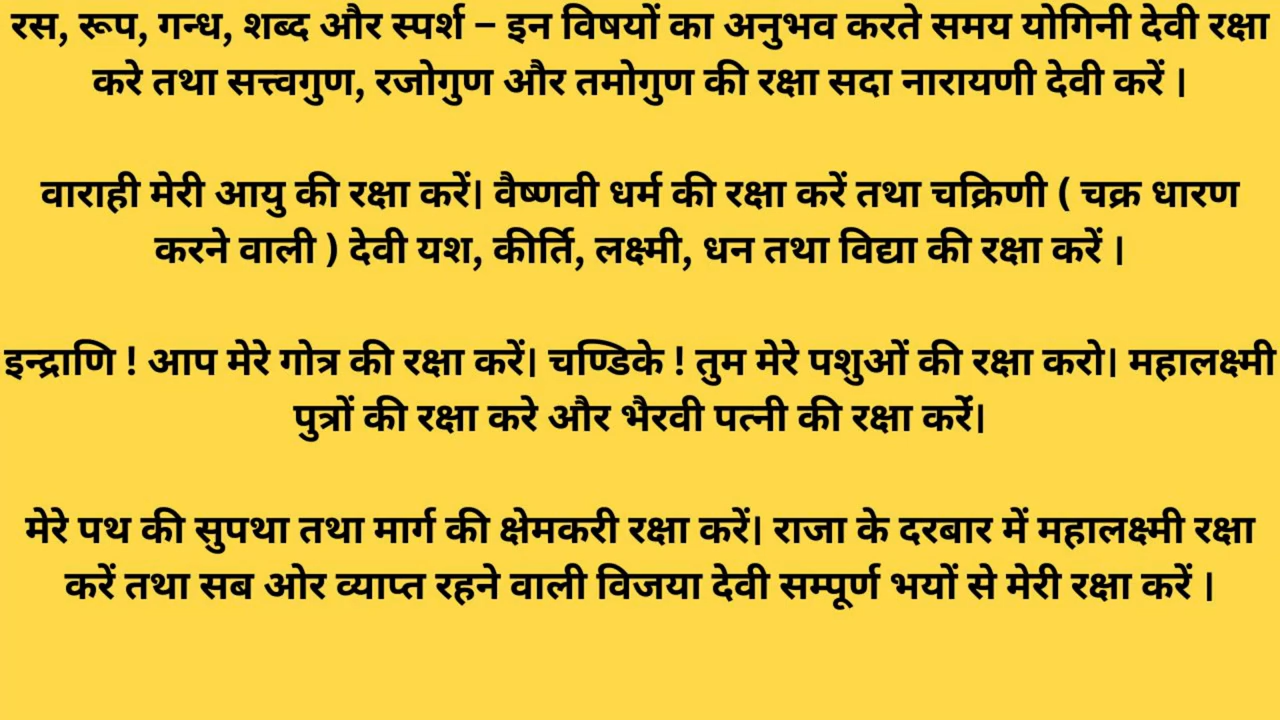 रस, रूप, गन्ध, शब्द और स्पर्श – इन विषयों का अनुभव करते समय योगिनी देवी रक्षा
करे तथा सत्त्वगुण, रजोगुण और तमोगुण की रक्षा सदा नारायणी देवी करें |
वाराही मेरी आयु की रक्षा करें| वैष्णवी धर्म की रक्षा करें तथा चक्रिणी ( चक्र धारण
करने वाली ) देवी यश, कीर्ति, लक्ष्मी, धन तथा विद्या की रक्षा करें |
इन्द्राणि ! आप मेरे गोत्र की रक्षा करें| चण्डिके ! तुम मेरे पशुओं की रक्षा करो| महालक्ष्मी
पुत्रों की रक्षा करे और भैरवी पत्नी की रक्षा करें|
मेरे पथ की सुपथा तथा मार्ग की क्षेमकरी रक्षा करें| राजा के दरबार में महालक्ष्मी रक्षा
करें तथा सब ओर व्याप्त रहने वाली विजया देवी सम्पूर्ण भयों से मेरी रक्षा करें |